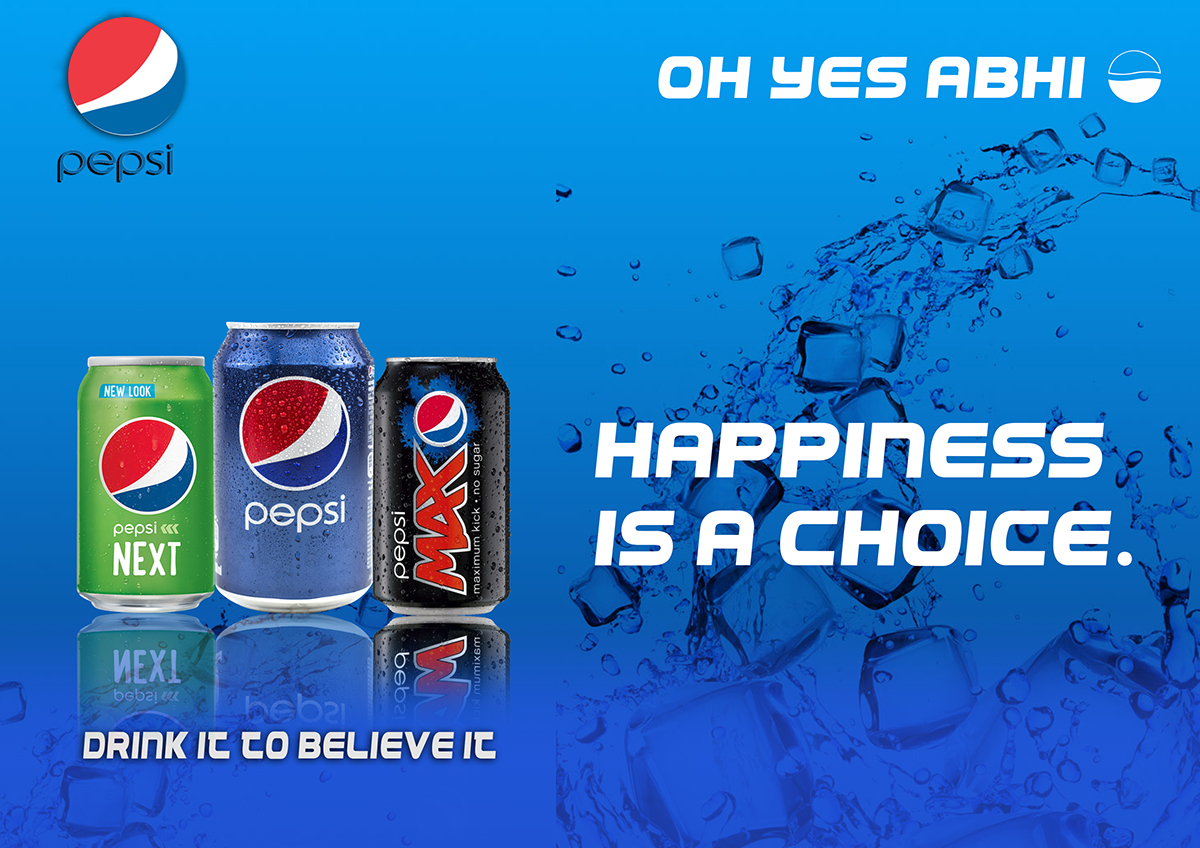 pepsi
OH YES ABHI
NEW LOOK
pepsi
NEXT
pepsi
pepsi
MAX
maximum kick • no sugar
HAPPINESS
IS A CHOICE.
DRINK IT TO BELIEVE IT